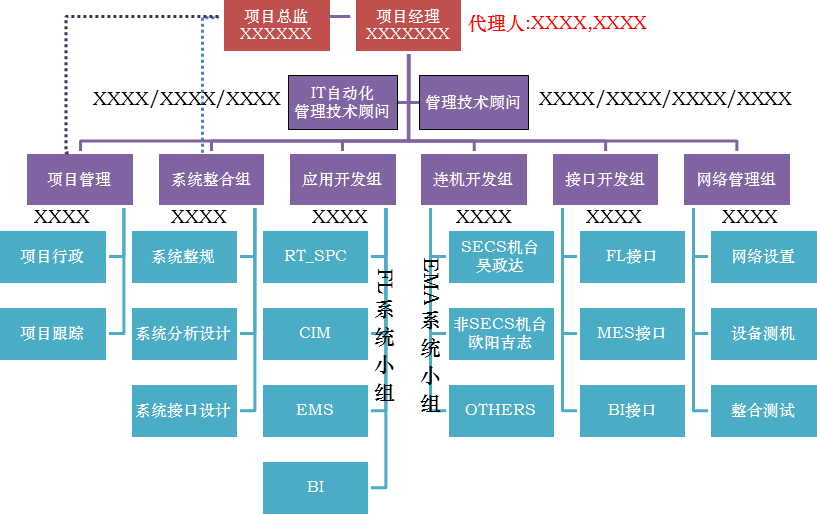 项目总监
XXXXXX
项目经理
XXXXXXX
代理人:XXXX,XXXX
XXXX/XXXX/XXXX
IT自动化
管理技术顾问
管理技术顾问
XXXX/XXXX/XXXX/XXXX
项目管理
系统整合组
应用开发组
连机开发组
接口开发组
网络管理组
XXXX
XXXX
XXXX
XXXX
XXXX
XXXX
项目行政
系统整规
RT_SPC
SECS机台
吴政达
FL接口
网络设置
项目跟踪
系统分析设计
CIM
非SECS机台
欧阳吉志
MES接口
设备测机
系统接口设计
EMS
OTHERS
BI接口
整合测试
BI
FL系统小组
EMA系统小组